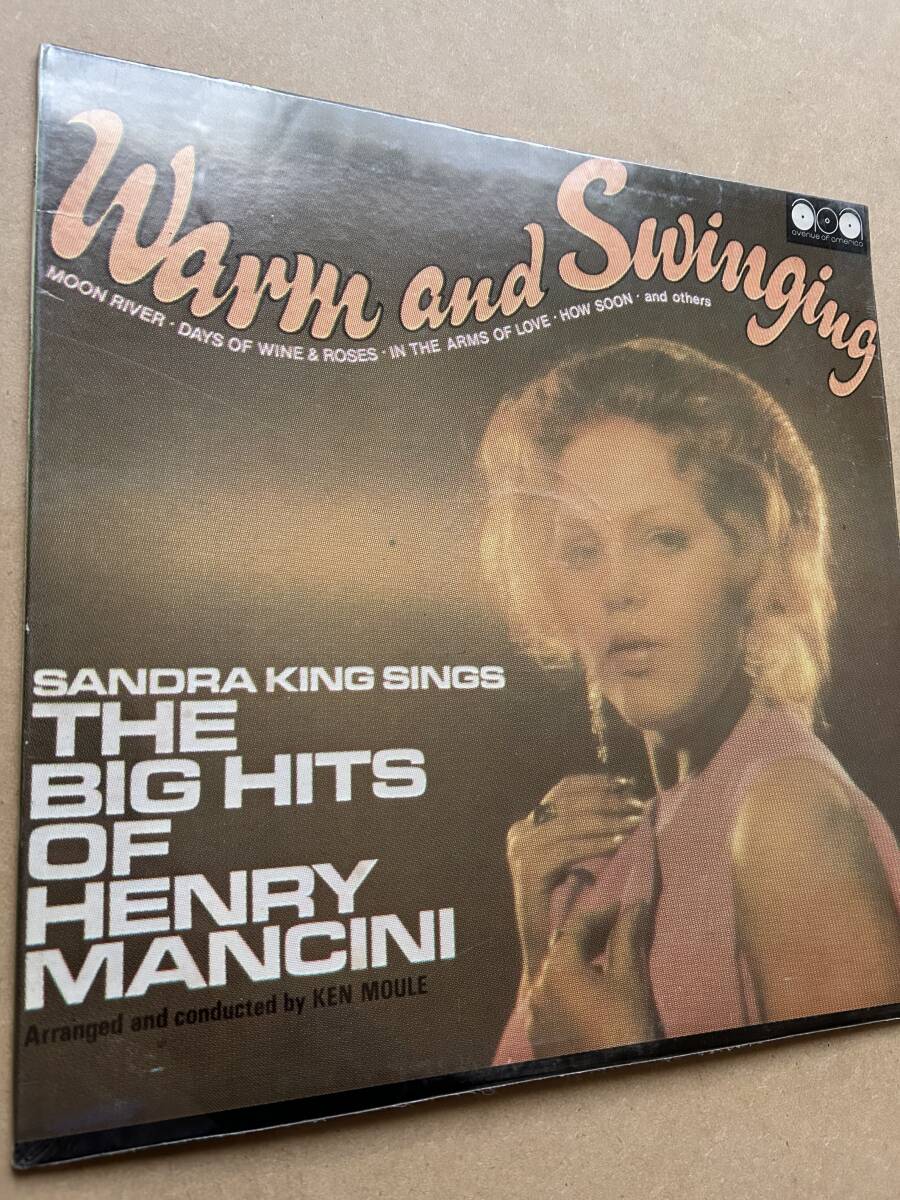 Warm and Swinging
MOON RIVER · DAYS OF WINE & ROSES · IN THE ARMS OF LOVE · HOW SOON · and others
avenue of america
SANDRA KING SINGS
THE
BIG HITS
OF
HENRY
MANCINI
Arranged and conducted by KEN MOULE